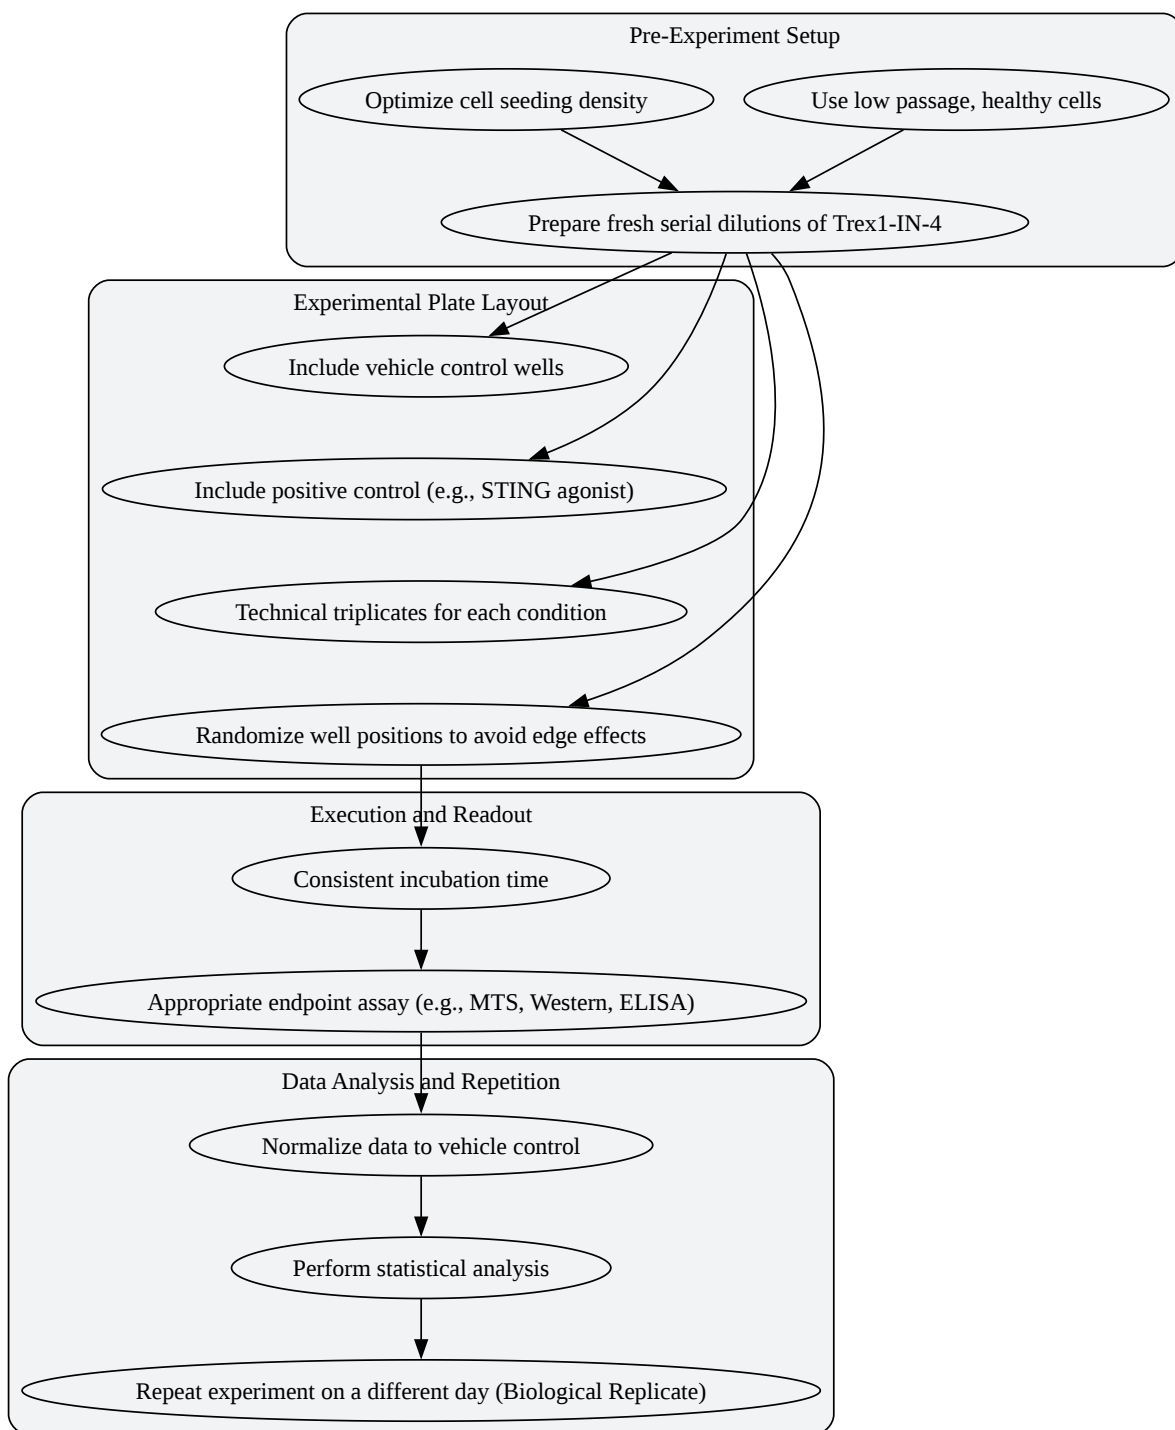 Pre-Experiment Setup
Optimize cell seeding density
Use low passage, healthy cells
Prepare fresh serial dilutions of Trex1-IN-4
Experimental Plate Layout
Include vehicle control wells
Include positive control (e.g., STING agonist)
Technical triplicates for each condition
Randomize well positions to avoid edge effects
Execution and Readout
Consistent incubation time
Appropriate endpoint assay (e.g., MTS, Western, ELISA)
Data Analysis and Repetition
Normalize data to vehicle control
Perform statistical analysis
Repeat experiment on a different day (Biological Replicate)